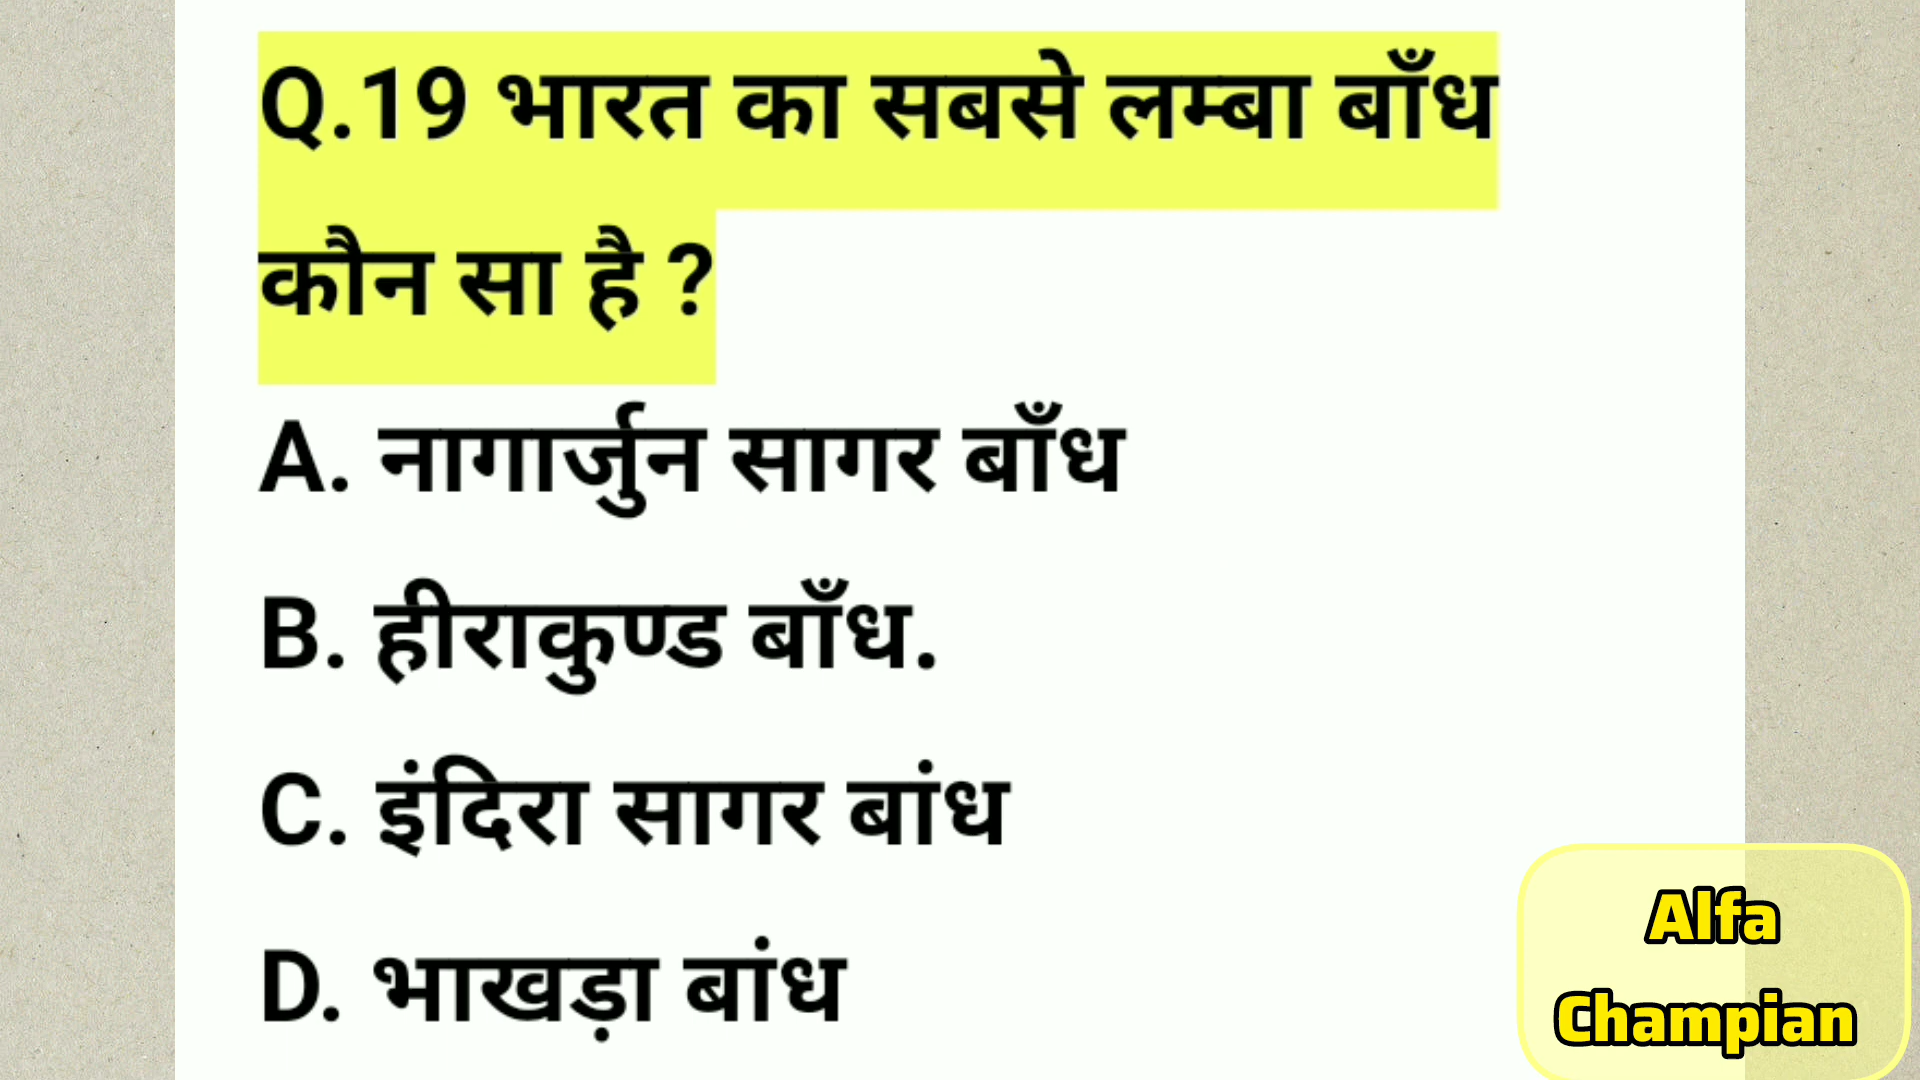 Q.19 भारत का सबसे लम्बा बाँध
कौन सा है ?
A. नागार्जुन सागर बाँध
B. हीराकुण्ड बाँध.
C. इंदिरा सागर बांध
D. भाखड़ा बांध
Alfa
Champian